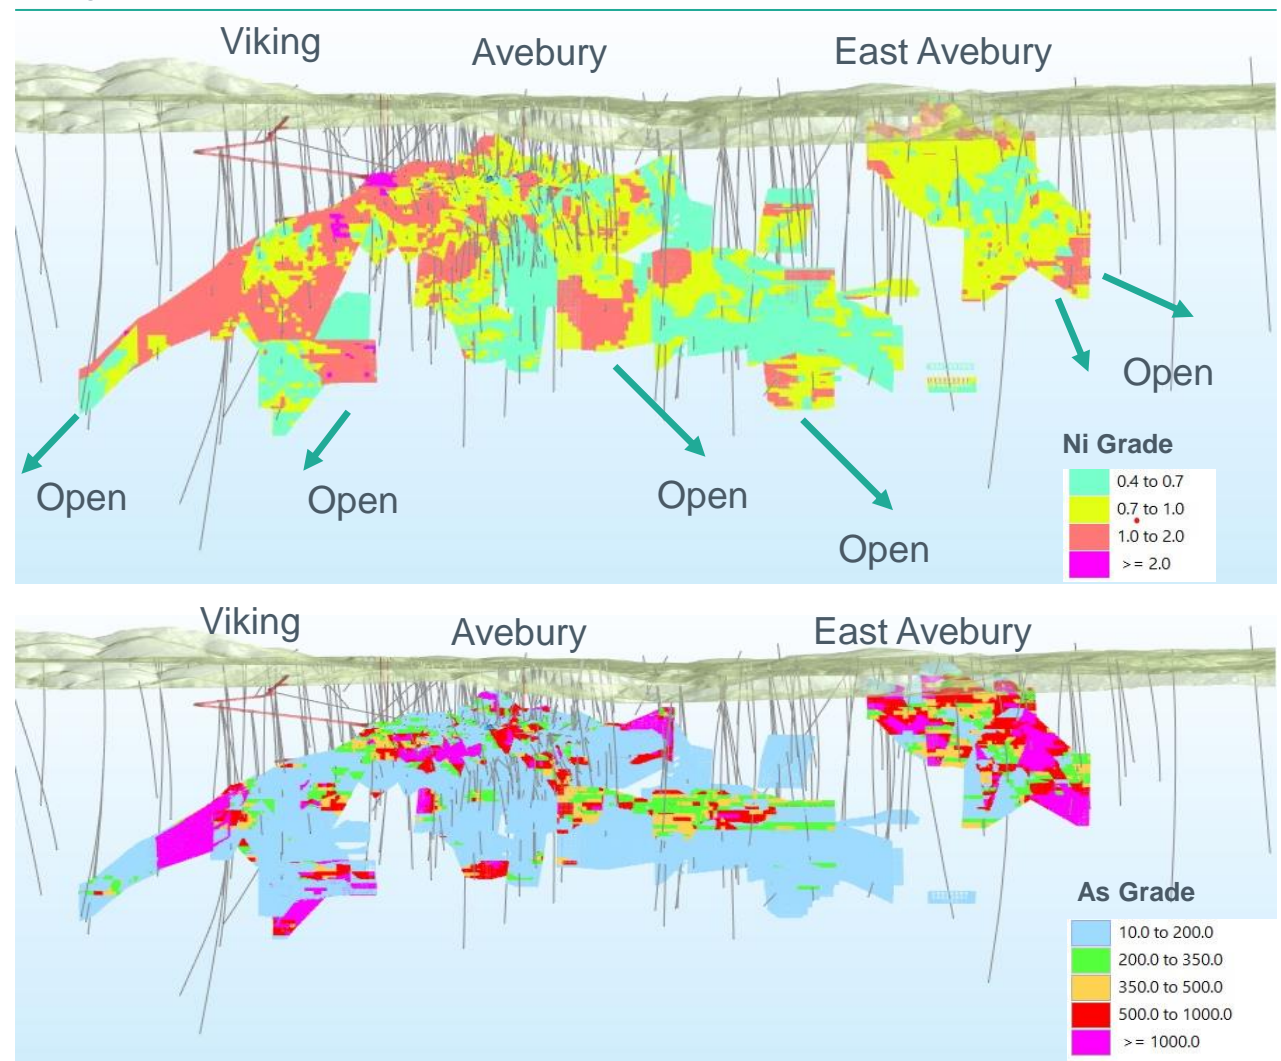 Viking
Avebury
East Avebury
Open
Open
Open
Open
Open
Ni Grade
0.4 to 0.7
0.7 to 1.0
1.0 to 2.0
>= 2.0
Viking
Avebury
East Avebury
As Grade
10.0 to 200.0
200.0 to 350.0
350.0 to 500.0
500.0 to 1000.0
>= 1000.0